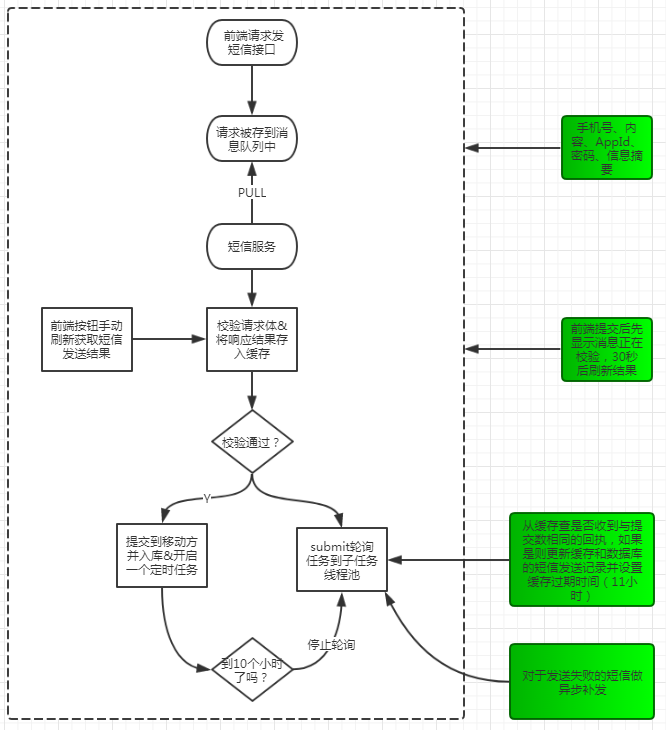 前端请求发
短信接口
请求被存到消
息队列中
PULL
短信服务
前端按钮手动
刷新获取短信
发送结果
校验请求体&
将响应结果存
入缓存
校验通过？
Y
提交到移动方
并入库&开启
一个定时任务
submit轮询
任务到子任务
线程池
到10个小时
了吗？
停止轮询
手机号、内
容、AppId、
密码、信息摘
要
前端提交后先
显示消息正在
校验，30秒
后刷新结果
从缓存查是否收到与提
交数相同的回执，如果
是则更新缓存和数据库
的短信发送记录并设置
缓存过期时间（11小
时）
对于发送失败的短信做
异步补发